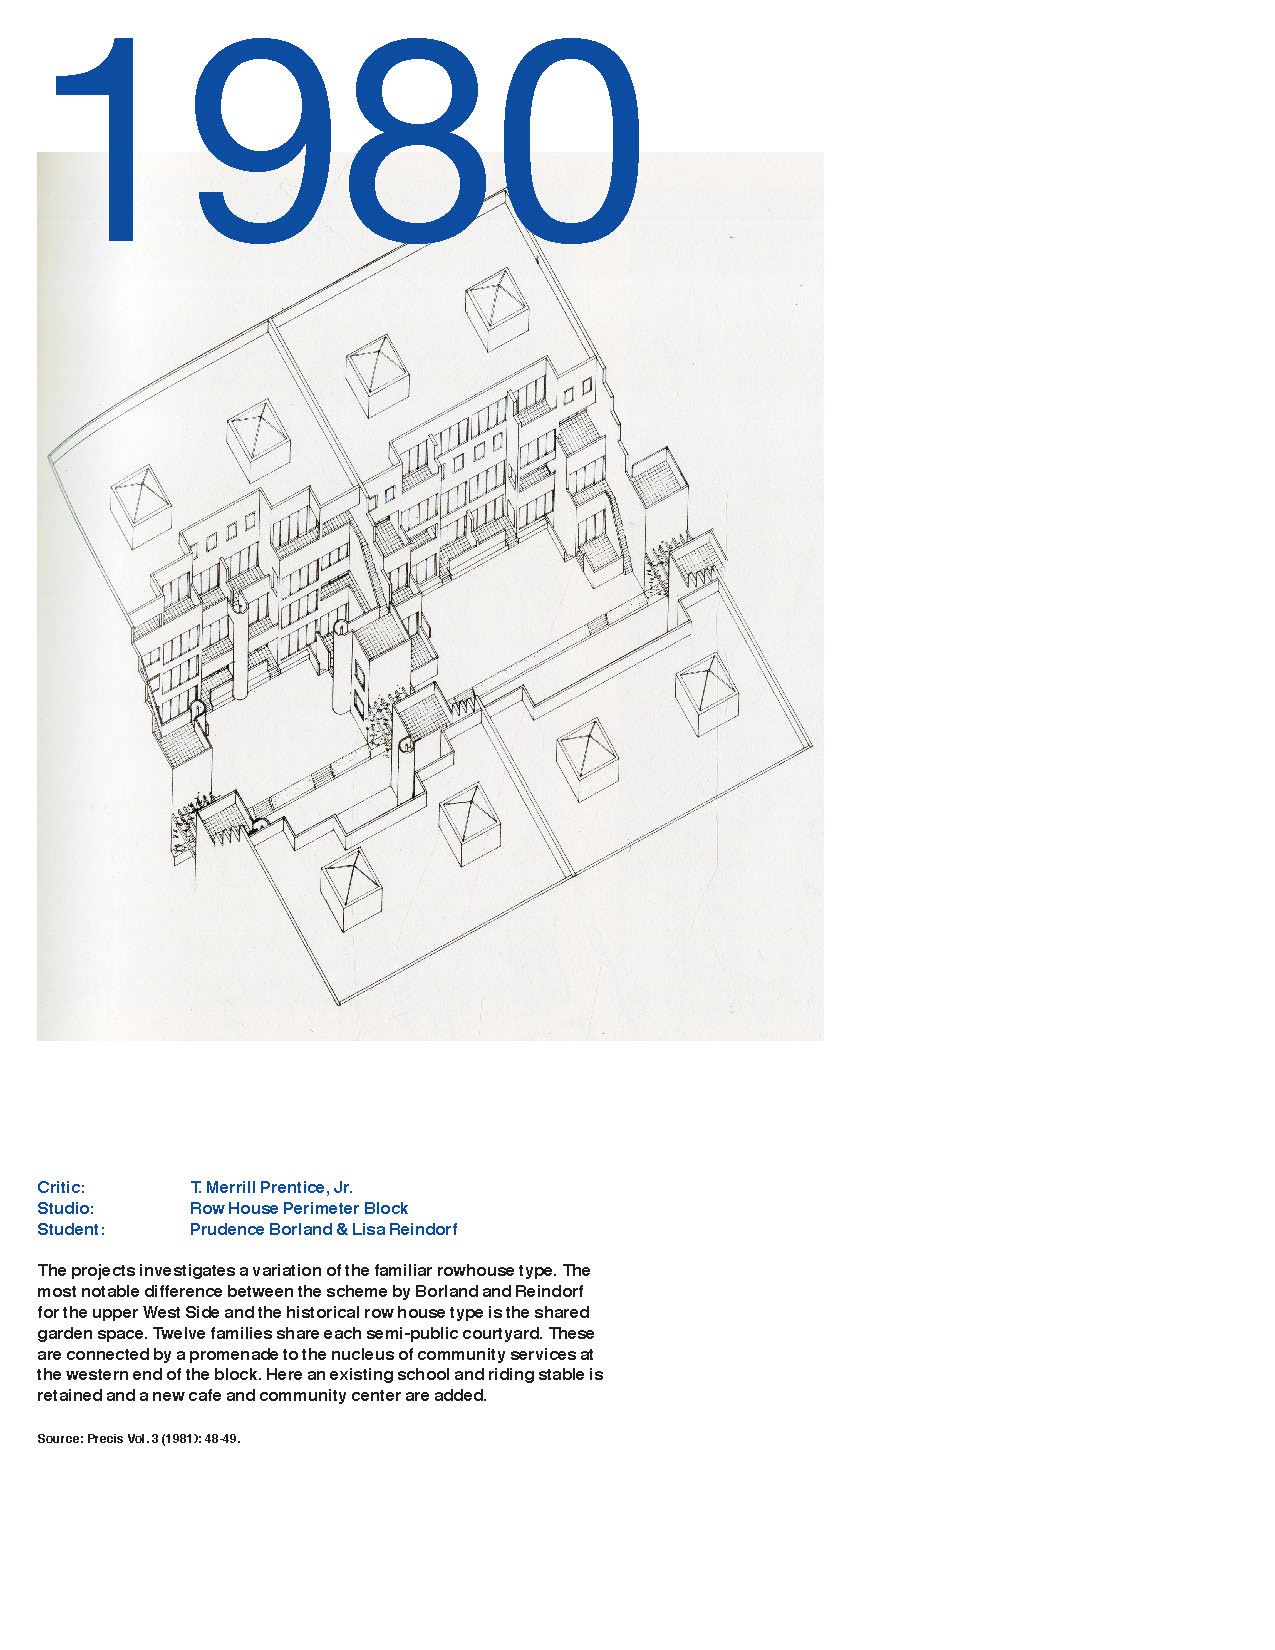 1980
Critic: T. Merrill Prentice, Jr.
Studio: Row House Perimeter Block
Student: Prudence Borland & Lisa Reindorf
The projects investigates a variation of the familiar rowhouse type. The
most notable difference between the scheme by Borland and Reindorf
for the upper West Side and the historical row house type is the shared
garden space. Twelve families share each semi-public courtyard. These
are connected by a promenade to the nucleus of community services at
the western end of the block. Here an existing school and riding stable is
retained and a new cafe and community center are added.
Source: Precis Vol. 3 (1981): 48-49.